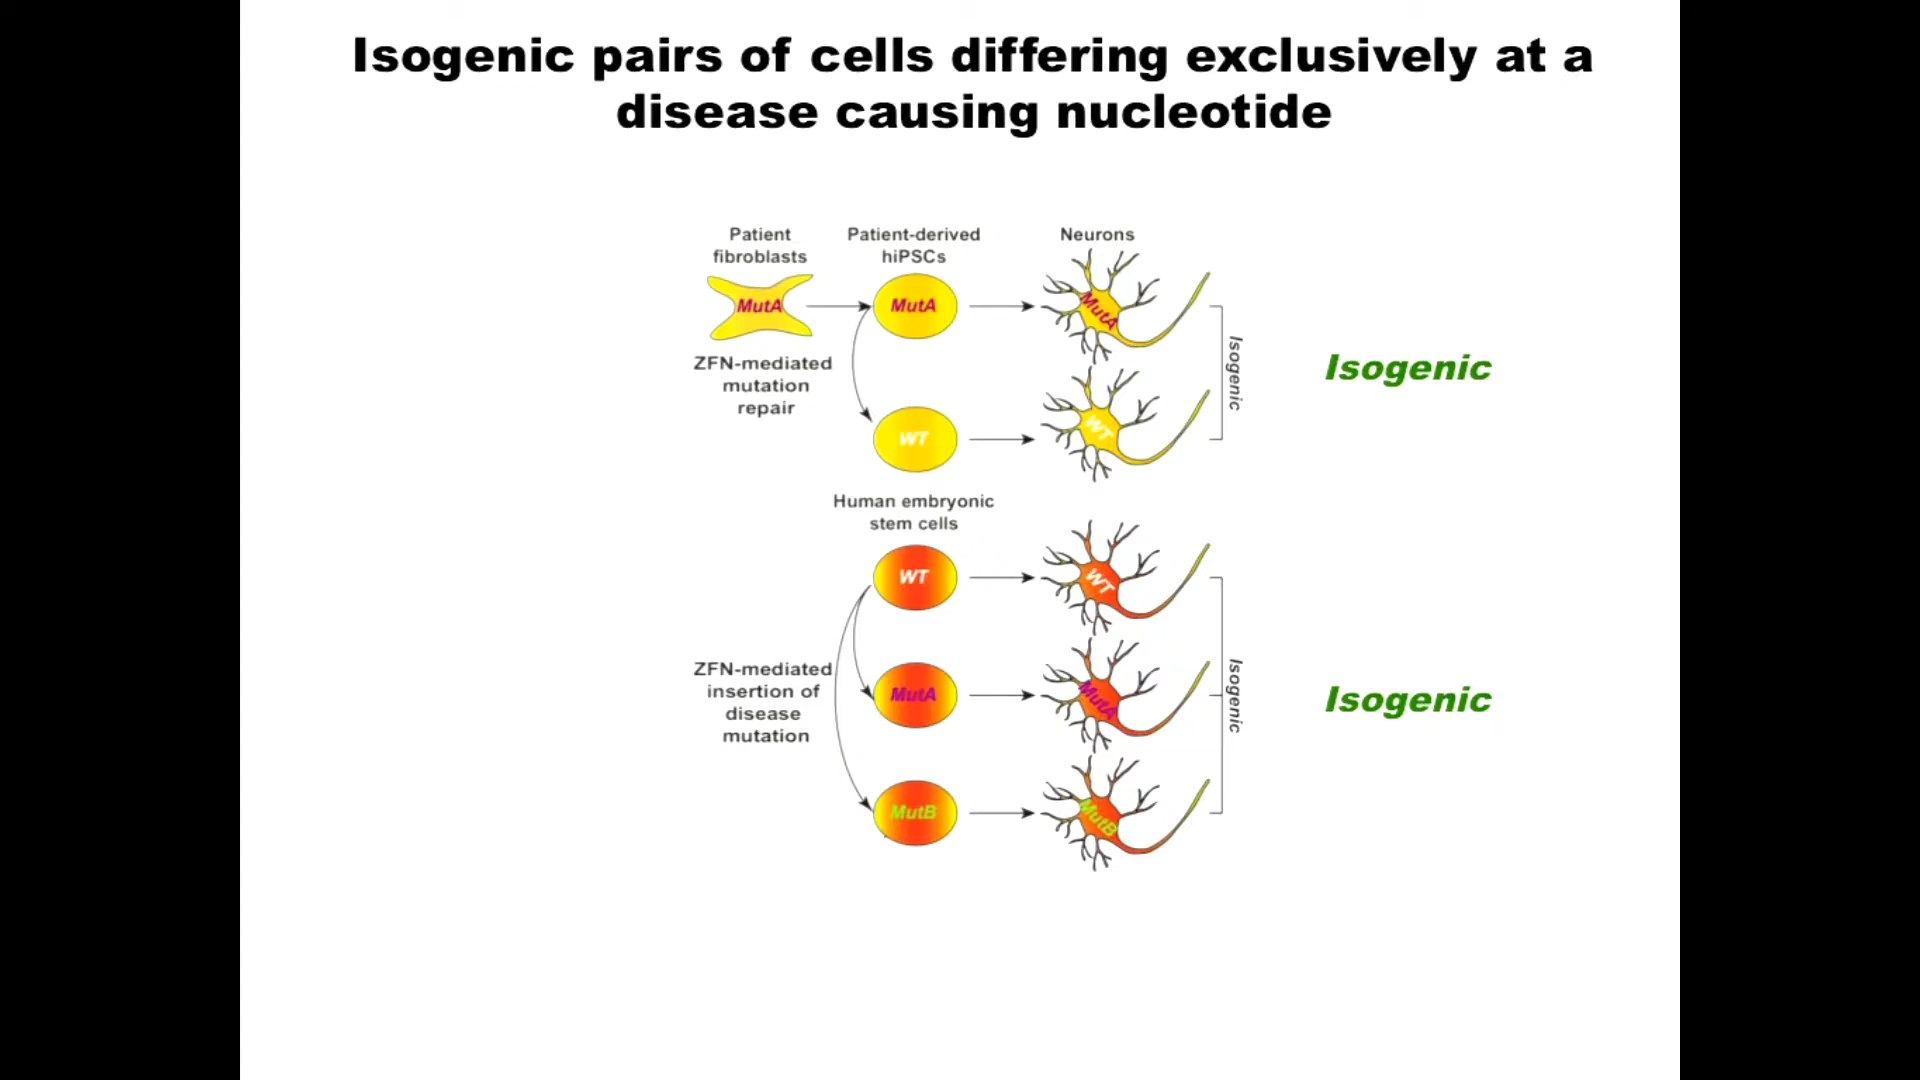 Isogenic pairs of cells differing exclusively at a
disease causing nucleotide
Patient
fibroblasts
Patient-derived
hiPSCs
Neurons
MutA
MutA
MutA
ZFN-mediated
mutation
repair
Isogenic
Isogenic
WT
WT
Human embryonic
stem cells
WT
WT
ZFN-mediated
insertion of
disease
mutation
MutA
MutA
Isogenic
Isogenic
MutB
MutB